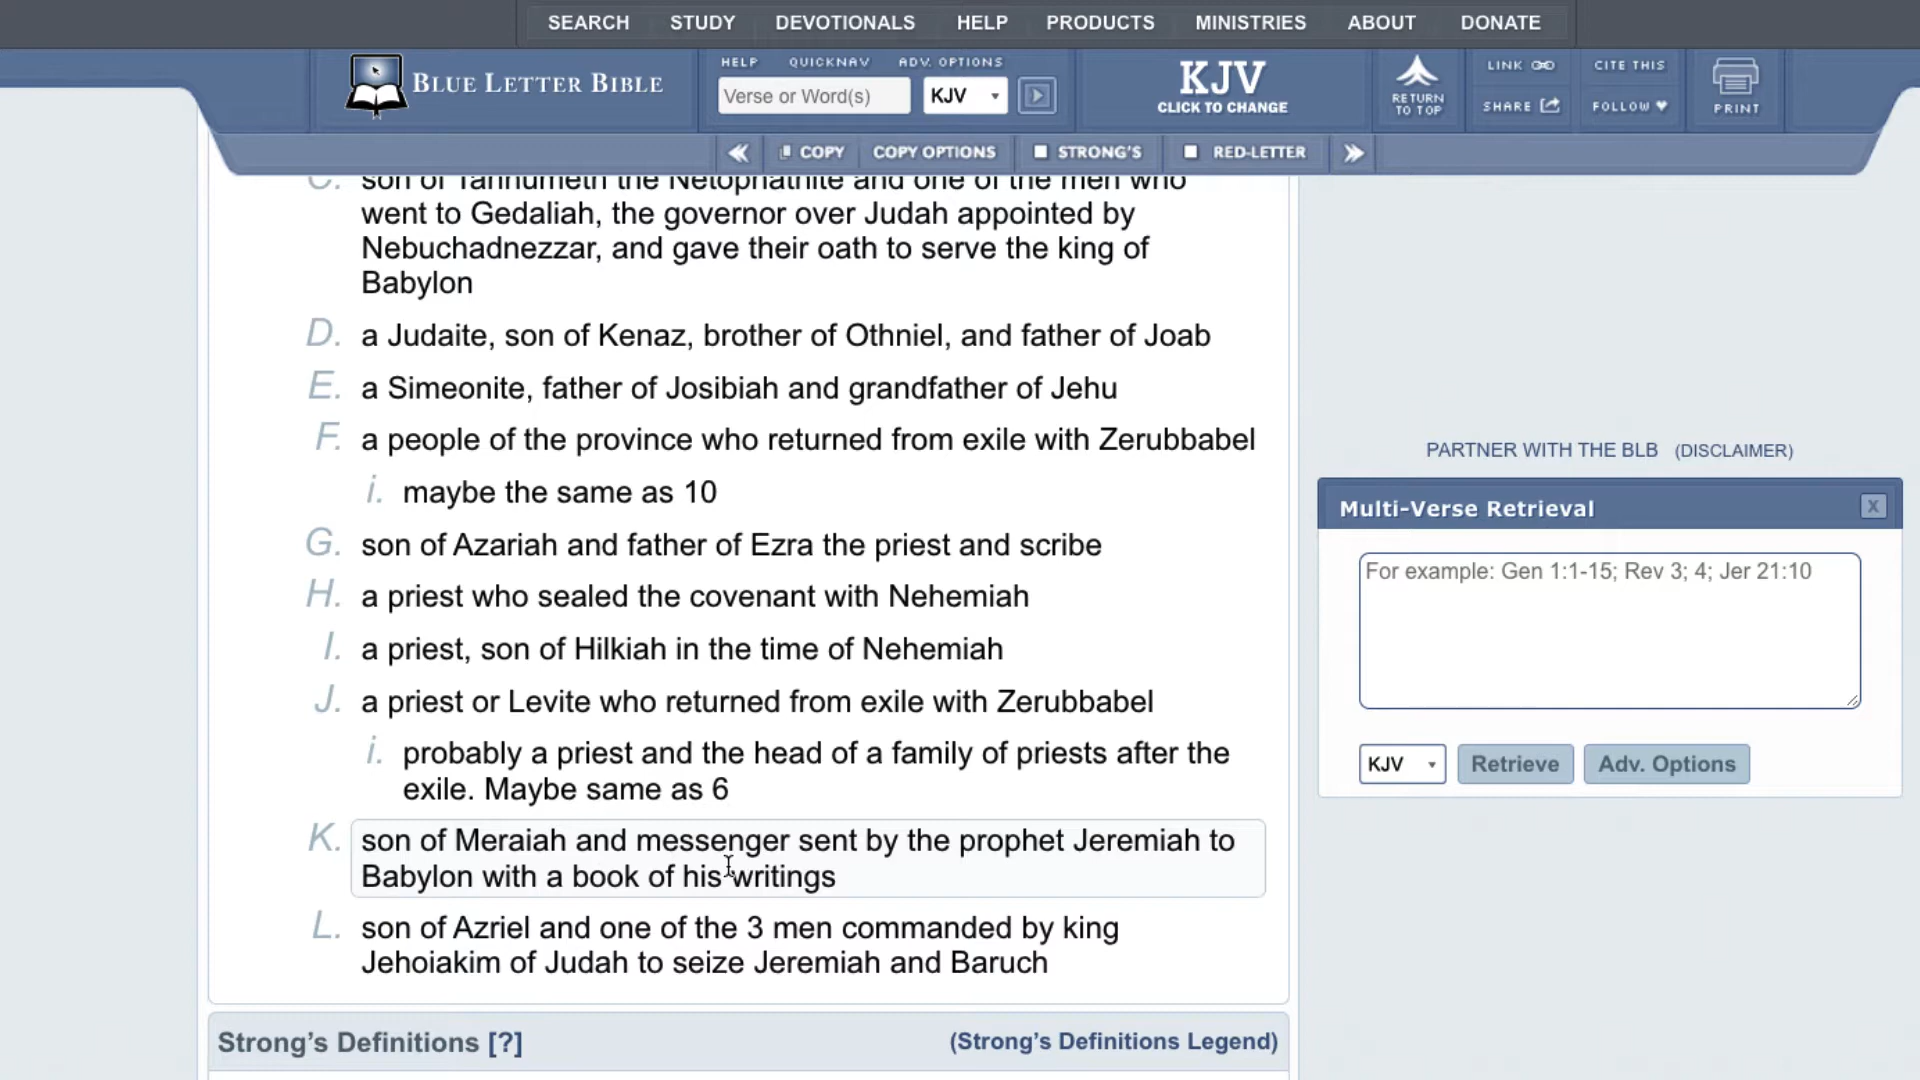 SEARCH STUDY DEVOTIONALS HELP PRODUCTS MINISTRIES ABOUT DONATE
BLUE LETTER BIBLE
HELP QUICKNAV ADV. OPTIONS
Verse or Word(s) KJV
KJV
CLICK TO CHANGE
RETURN
TO TOP
LINK
SHARE
CITE THIS
FOLLOW
PRINT
COPY COPY OPTIONS STRONG'S RED-LETTER
C. son of Tanhumeth the Netophathite and one of the men who
went to Gedaliah, the governor over Judah appointed by
Nebuchadnezzar, and gave their oath to serve the king of
Babylon
D. a Judaite, son of Kenaz, brother of Othniel, and father of Joab
E. a Simeonite, father of Josibiah and grandfather of Jehu
F. a people of the province who returned from exile with Zerubbabel
i. maybe the same as 10
G. son of Azariah and father of Ezra the priest and scribe
H. a priest who sealed the covenant with Nehemiah
I. a priest, son of Hilkiah in the time of Nehemiah
J. a priest or Levite who returned from exile with Zerubbabel
i. probably a priest and the head of a family of priests after the
exile. Maybe same as 6
K. son of Meraiah and messenger sent by the prophet Jeremiah to
Babylon with a book of his writings
L. son of Azriel and one of the 3 men commanded by king
Jehoiakim of Judah to seize Jeremiah and Baruch
Strong's Definitions [?] (Strong's Definitions Legend)
PARTNER WITH THE BLB (DISCLAIMER)
Multi-Verse Retrieval X
For example: Gen 1:1-15; Rev 3; 4; Jer 21:10
KJV Retrieve Adv. Options